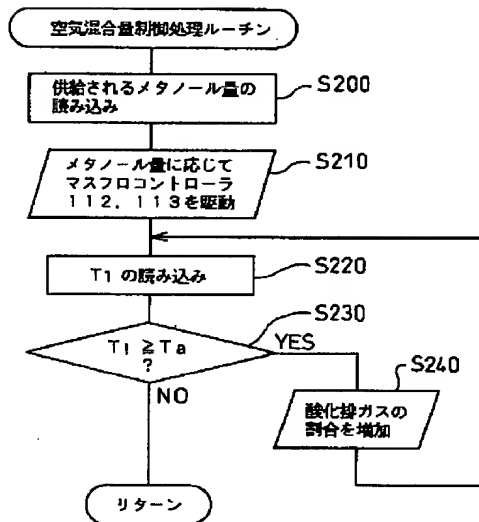 空気混合量制御処理ルーチン
供給されるメタノール量の
読み込み
S200
メタノール量に応じて
マスフロコントローラ
112,113を駆動
S210
T1の読み込み
S220
T1≧Ta
?
S230
YES
NO
S240
酸化排ガスの
割合を増加
リターン